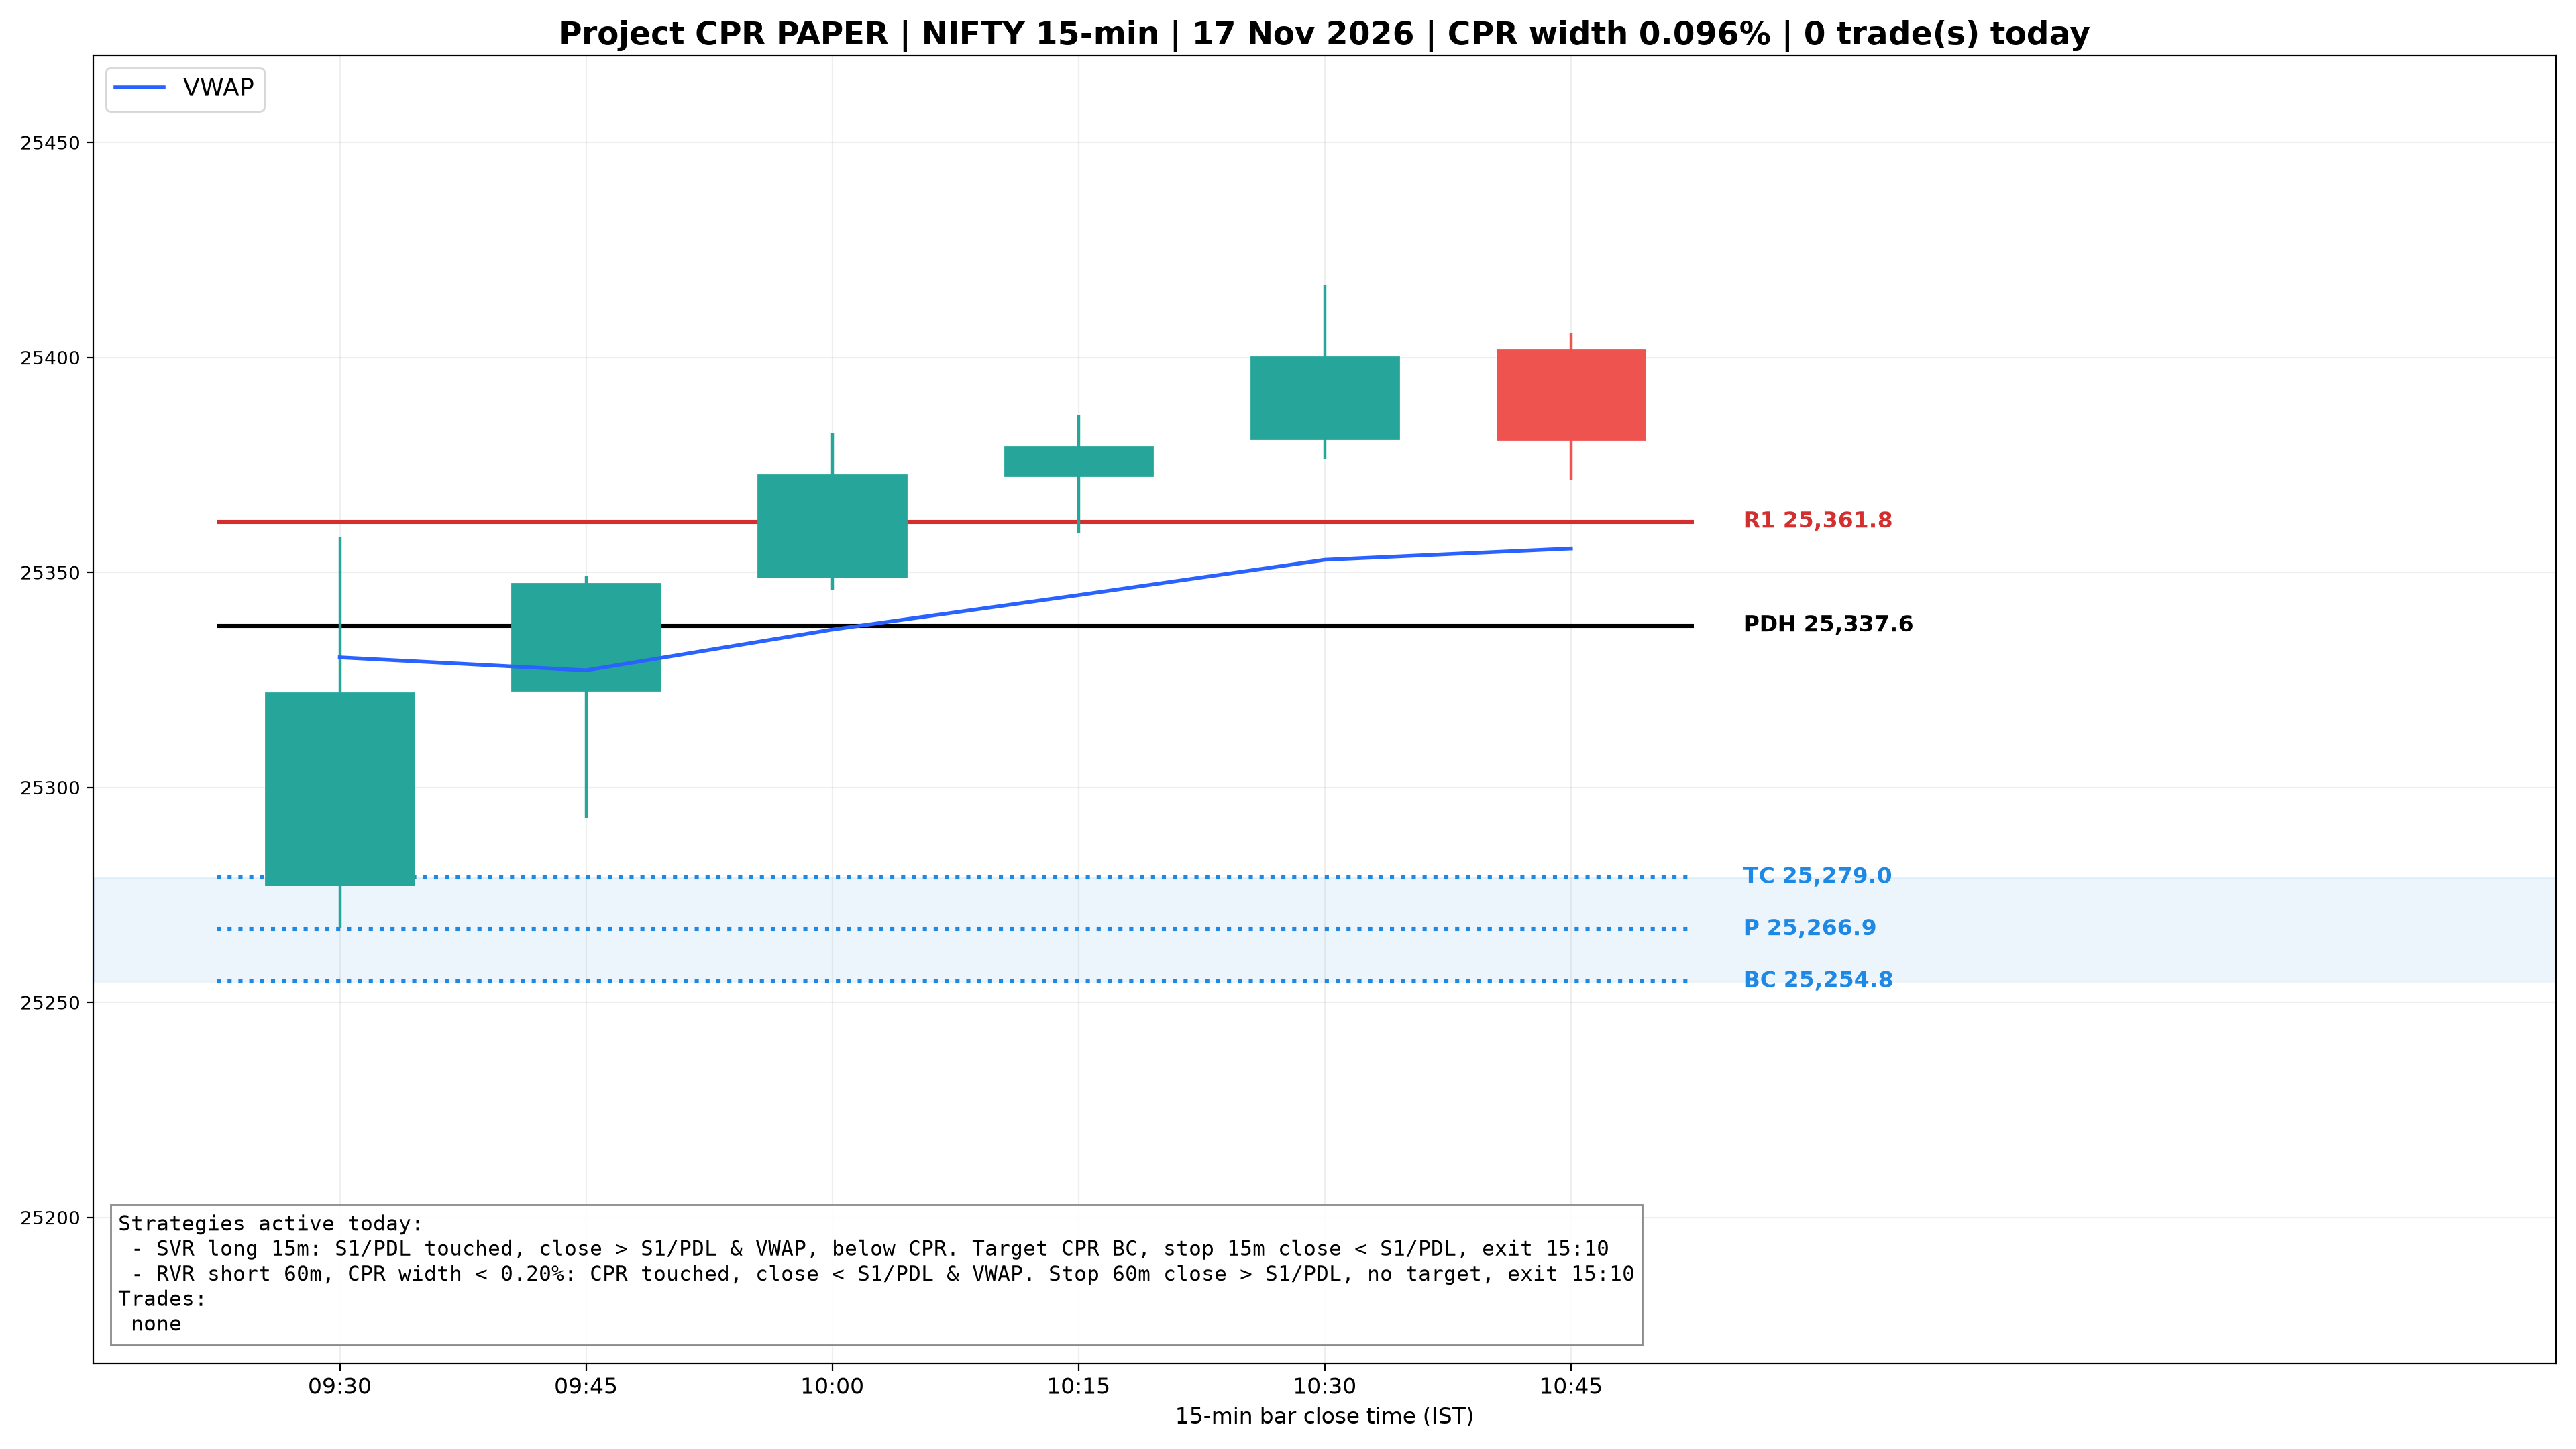 Project CPR PAPER | NIFTY 15-min | 17 Nov 2026 | CPR width 0.096% | 0 trade(s) today
VWAP
25450
25400
25350
25300
25250
25200
R1 25,361.8
PDH 25,337.6
TC 25,279.0
P 25,266.9
BC 25,254.8
Strategies active today:
- SVR long 15m: S1/PDL touched, close > S1/PDL & VWAP, below CPR. Target CPR BC, stop 15m close < S1/PDL, exit 15:10
- RVR short 60m, CPR width < 0.20%: CPR touched, close < S1/PDL & VWAP. Stop 60m close > S1/PDL, no target, exit 15:10
Trades:
none
09:30 09:45 10:00 10:15 10:30 10:45
15-min bar close time (IST)